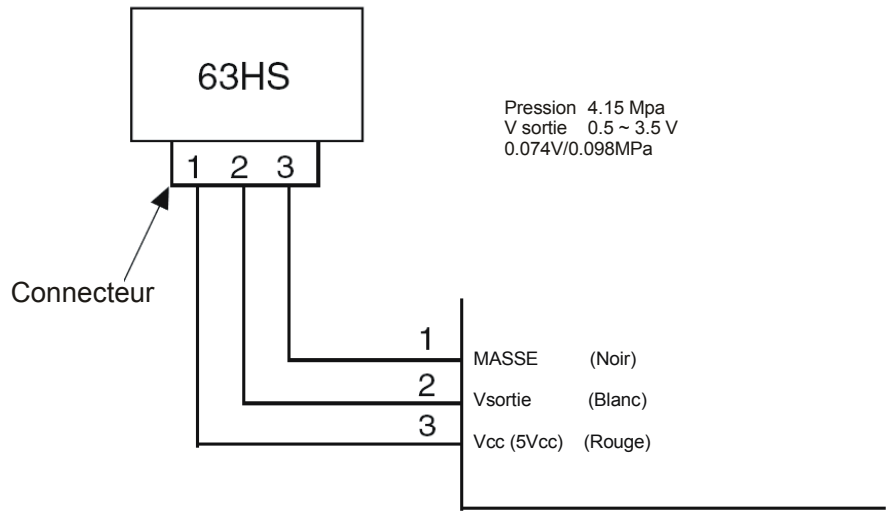 63HS
Pression 4.15 Mpa
V sortie 0.5 ~ 3.5 V
0.074V/0.098MPa
1 2 3
Connecteur
1 MASSE (Noir)
2 Vsortie (Blanc)
3 Vcc (5Vcc) (Rouge)